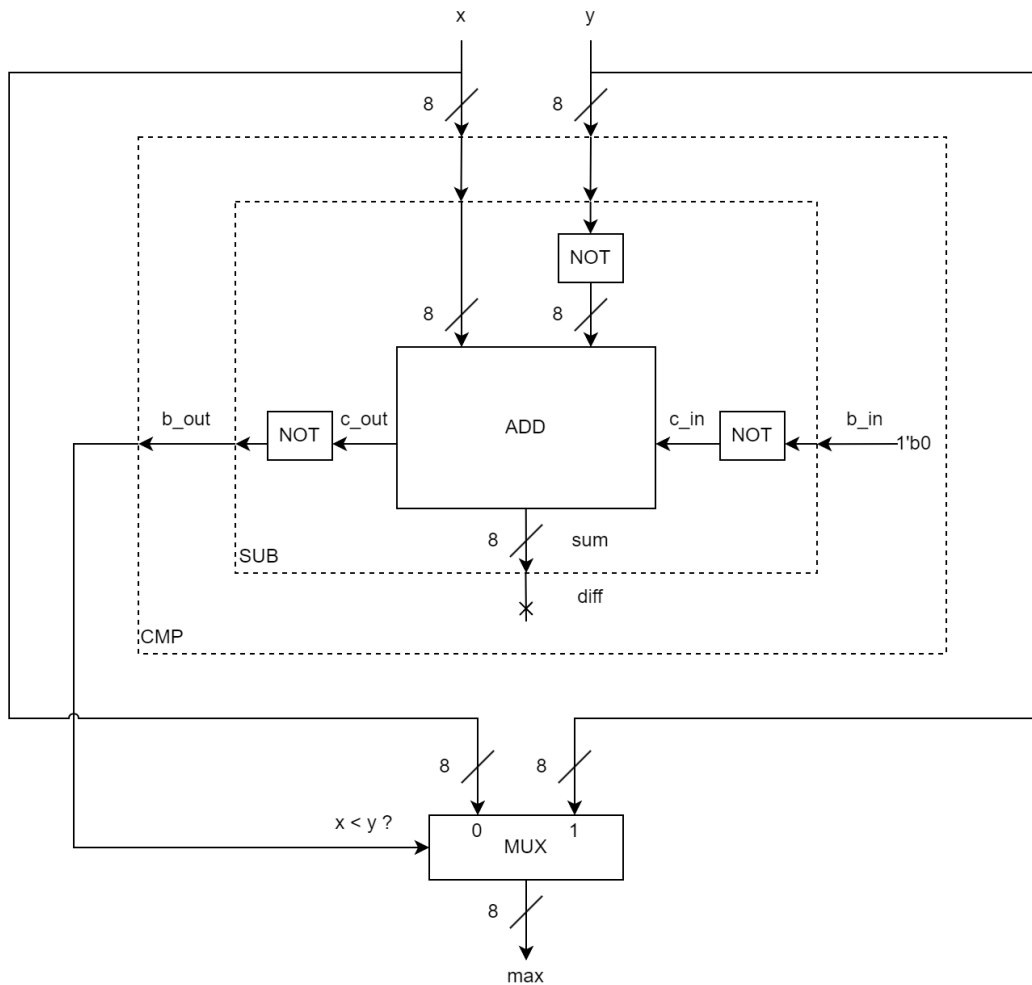 x
y
8
8
NOT
8
8
b_out
NOT
c_out
ADD
c_in
NOT
b_in
1'b0
8
sum
SUB
diff
CMP
8
8
x < y ?
0
1
MUX
8
max